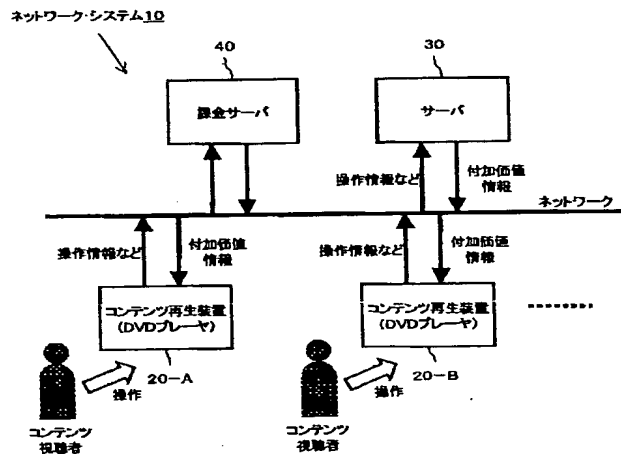 ネットワーク・システム10
40
30
課金サーバ
サーバ
操作情報など
付加価値
情報
ネットワーク
操作情報など
付加価値
情報
操作情報など
付加価値
情報
コンテンツ再生装置
(DVDプレーヤ)
コンテンツ再生装置
(DVDプレーヤ)
20-A
20-B
操作
操作
コンテンツ
視聴者
コンテンツ
視聴者